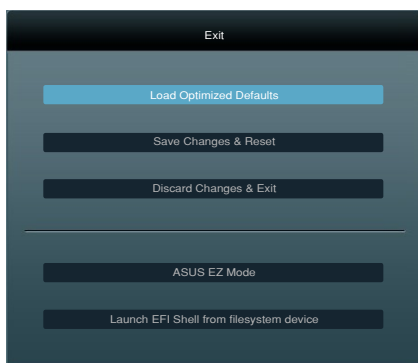 Exit
Load Optimized Defaults
Save Changes & Reset
Discard Changes & Exit
ASUS EZ Mode
Launch EFI Shell from filesystem device